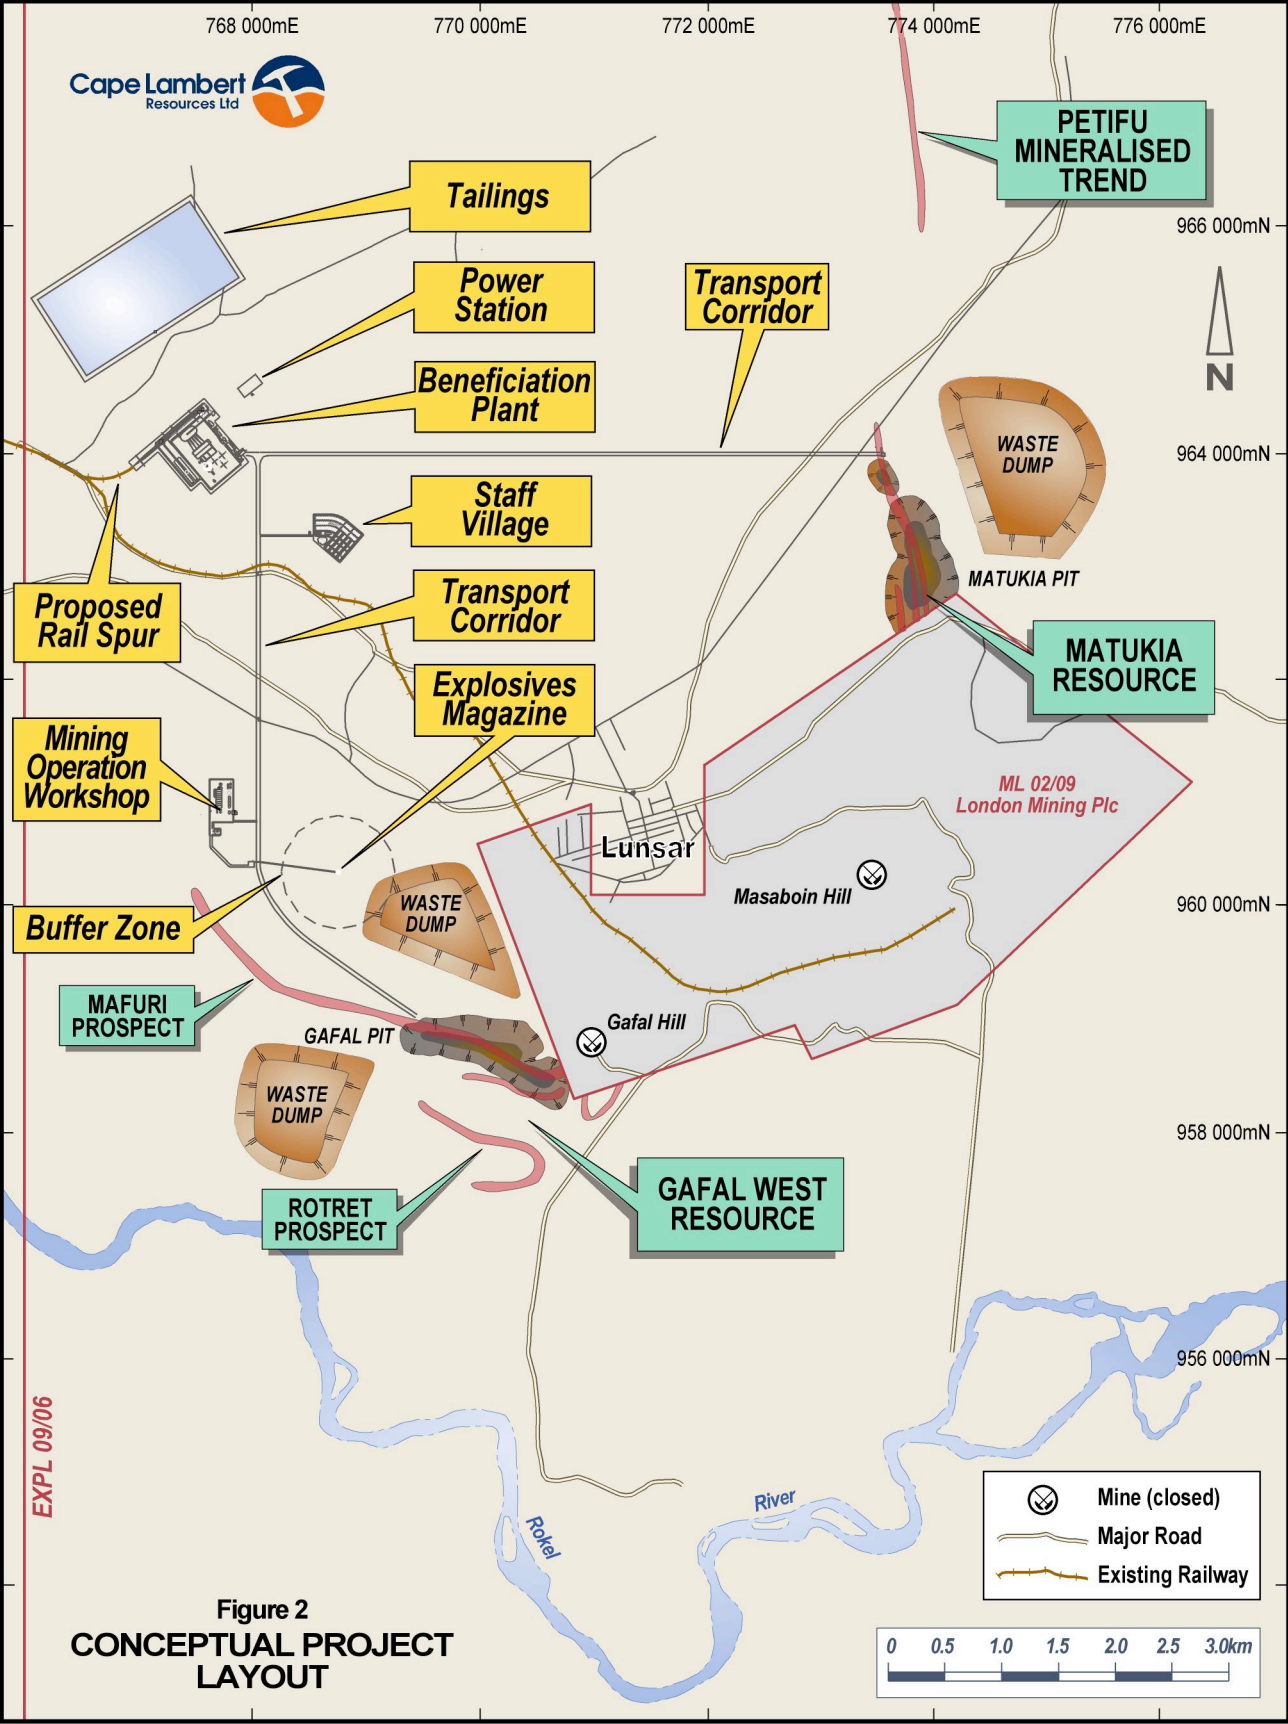 768 000mE
770 000mE
772 000mE
774 000mE
776 000mE
Cape Lambert
Resources Ltd
PETIFU
MINERALISED
TREND
Tailings
966 000mN
Power
Station
Transport
Corridor
N
Beneficiation
Plant
WASTE
DUMP
964 000mN
Staff
Village
MATUKIA PIT
Proposed
Rail Spur
Transport
Corridor
MATUKIA
RESOURCE
Explosives
Magazine
Mining
Operation
Workshop
ML 02/09
London Mining Plc
Lunsar
Masaboin Hill
WASTE
DUMP
960 000mN
Buffer Zone
MAFURI
PROSPECT
GAFAL PIT
Gafal Hill
WASTE
DUMP
958 000mN
ROTRET
PROSPECT
GAFAL WEST
RESOURCE
956 000mN
EXPL 09/06
Rokel
River
Mine (closed)
Major Road
Existing Railway
Figure 2
CONCEPTUAL PROJECT
LAYOUT
0 0.5 1.0 1.5 2.0 2.5 3.0km